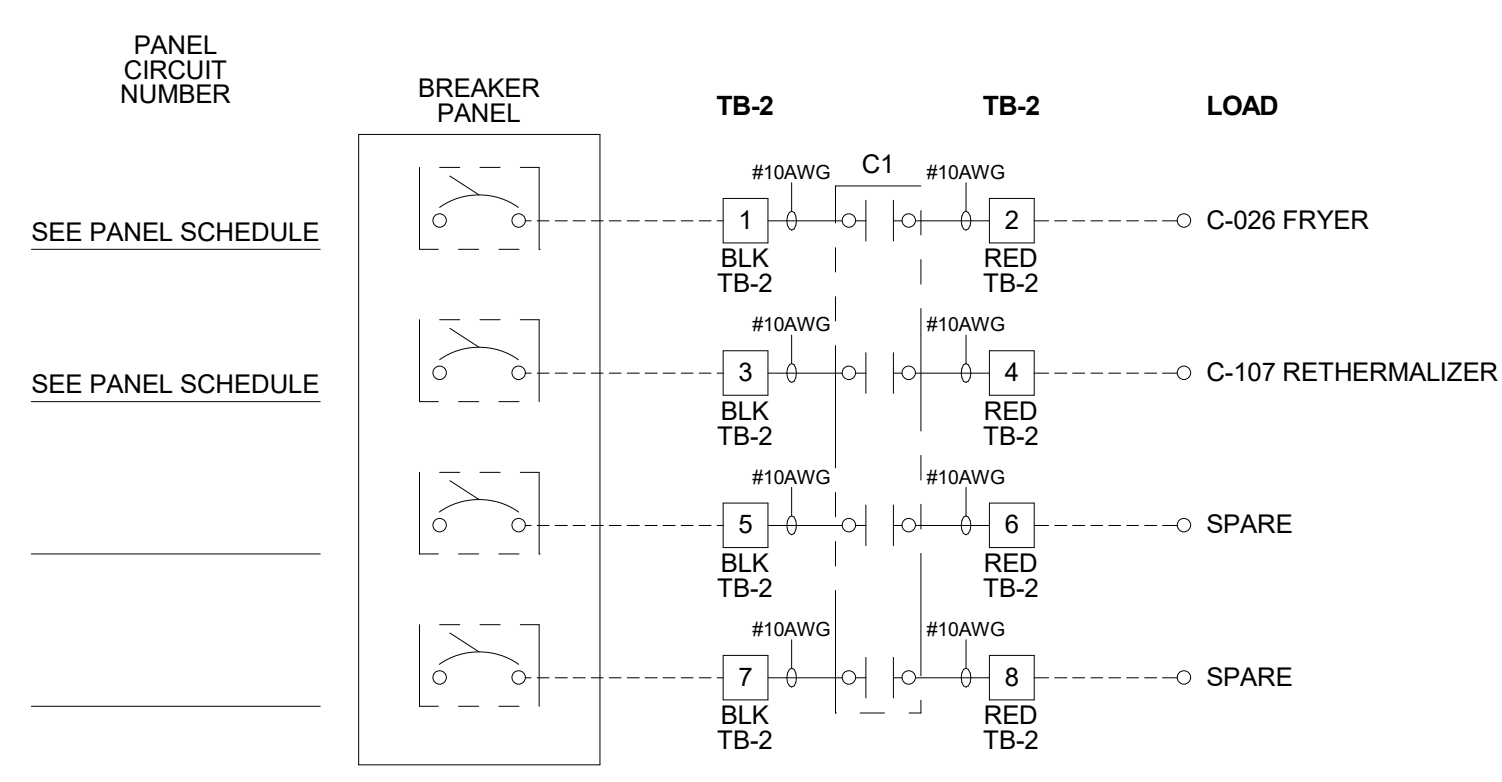 PANEL
CIRCUIT
NUMBER
BREAKER
PANEL
TB-2
TB-2
LOAD
#10AWG
C1
#10AWG
SEE PANEL SCHEDULE
1
2
C-026 FRYER
BLK
TB-2
RED
TB-2
#10AWG
#10AWG
SEE PANEL SCHEDULE
3
4
C-107 RETHERMALIZER
BLK
TB-2
RED
TB-2
#10AWG
#10AWG
5
6
SPARE
BLK
TB-2
RED
TB-2
#10AWG
#10AWG
7
8
SPARE
BLK
TB-2
RED
TB-2